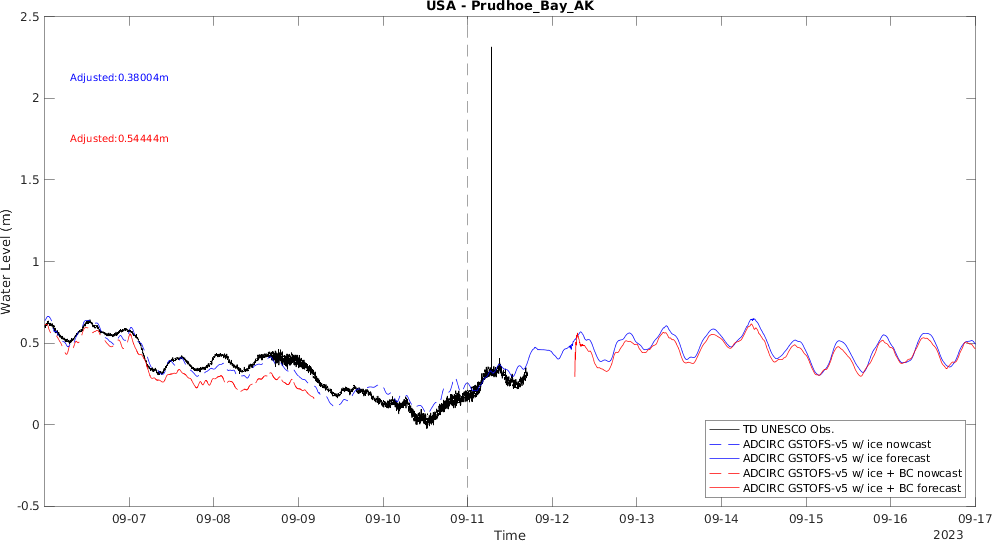 USA - Prudhoe_Bay_AK
2.5
2
1.5
1
0.5
0
-0.5
Water Level (m)
Adjusted:0.38004m
Adjusted:0.54444m
TD UNESCO Obs.
ADCIRC GSTOFS-v5 w/ ice nowcast
ADCIRC GSTOFS-v5 w/ ice forecast
ADCIRC GSTOFS-v5 w/ ice + BC nowcast
ADCIRC GSTOFS-v5 w/ ice + BC forecast
09-07 09-08 09-09 09-10 09-11 09-12 09-13 09-14 09-15 09-16 09-17
Time
2023